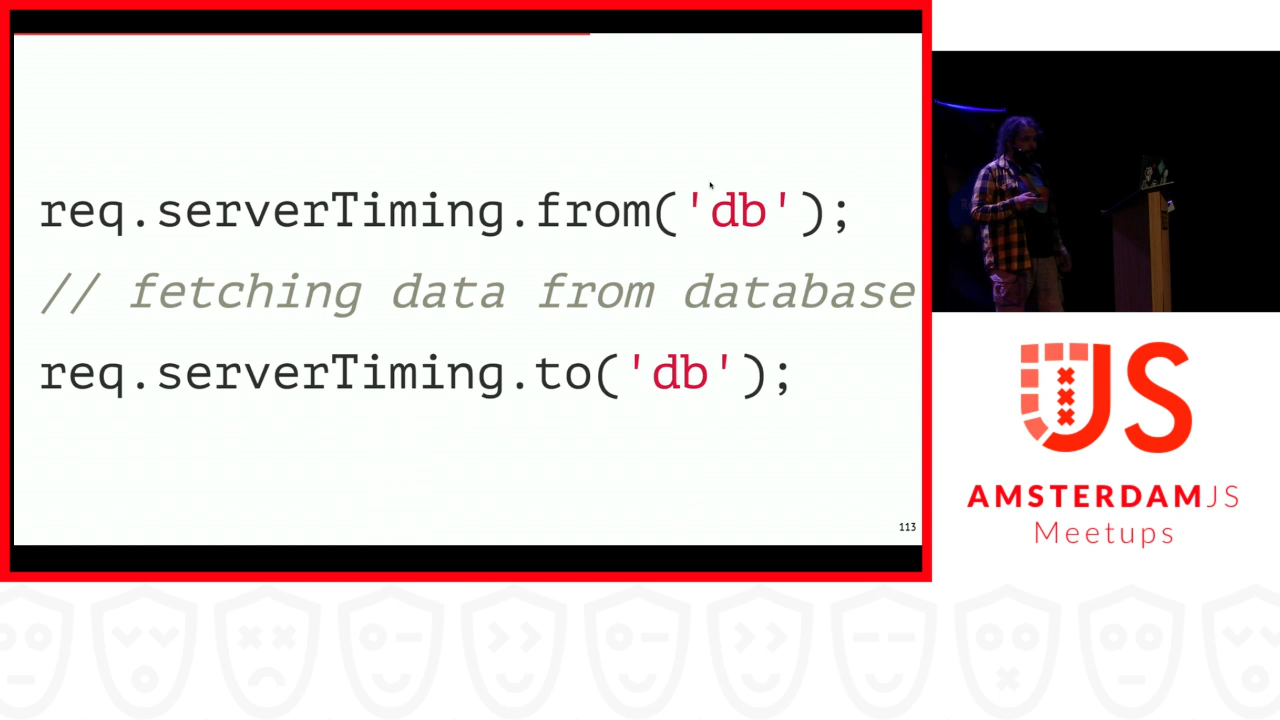 req.serverTiming.from('db');
// fetching data from database
req.serverTiming.to('db');
113
JS
AMSTERDAMJS
Meetups